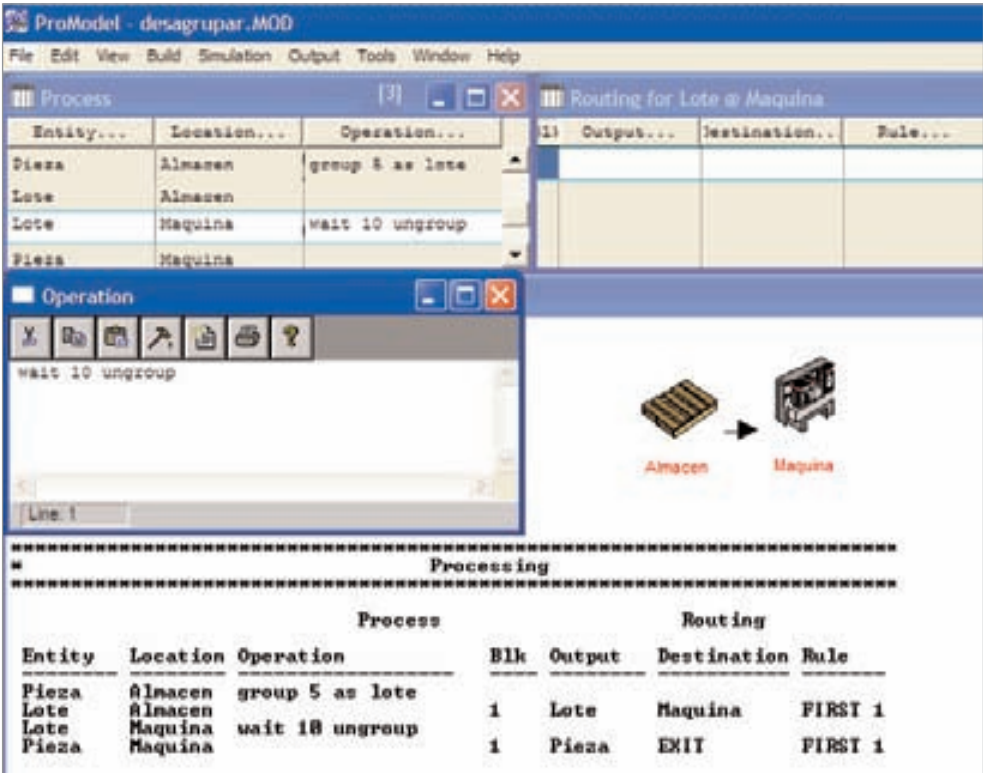 ProModel - desagrupar.MOD
File Edit View Build Simulation Output Tools Window Help
Process [3]
Entity... Location... Operation...
Pieza Almacen group 5 as lote
Lote Almacen
Lote Maquina wait 10 ungroup
Pieza Maquina
Routing for Lote @ Maquina
Output... Destination.. Rule...
Operation
wait 10 ungroup
Line: 1
Almacen
Maquina
********************************************************************************
* Processing
********************************************************************************
Process Routing
Entity Location Operation Blk Output Destination Rule
Pieza Almacen group 5 as lote
Lote Almacen 1 Lote Maquina FIRST 1
Lote Maquina wait 10 ungroup
Pieza Maquina 1 Pieza EXIT FIRST 1